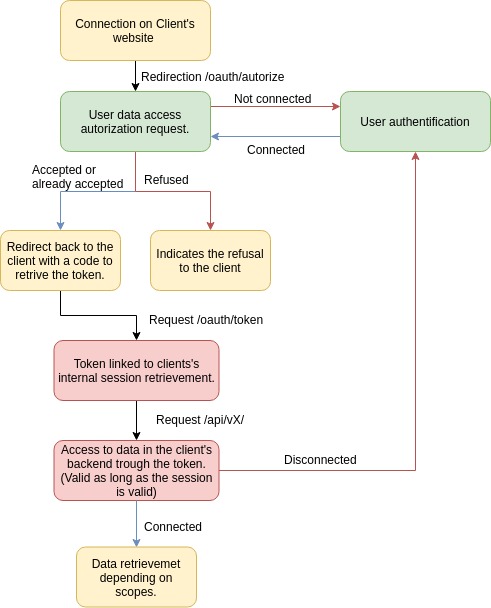 Connection on Client's
website
Redirection /oauth/autorize
User data access
autorization request.
Not connected
User authentification
Connected
Accepted or
already accepted
Refused
Redirect back to the
client with a code to
retrive the token.
Indicates the refusal
to the client
Request /oauth/token
Token linked to clients's
internal session retrievement.
Request /api/vX/
Access to data in the client's
backend trough the token.
(Valid as long as the session
is valid)
Disconnected
Connected
Data retrievemet
depending on
scopes.